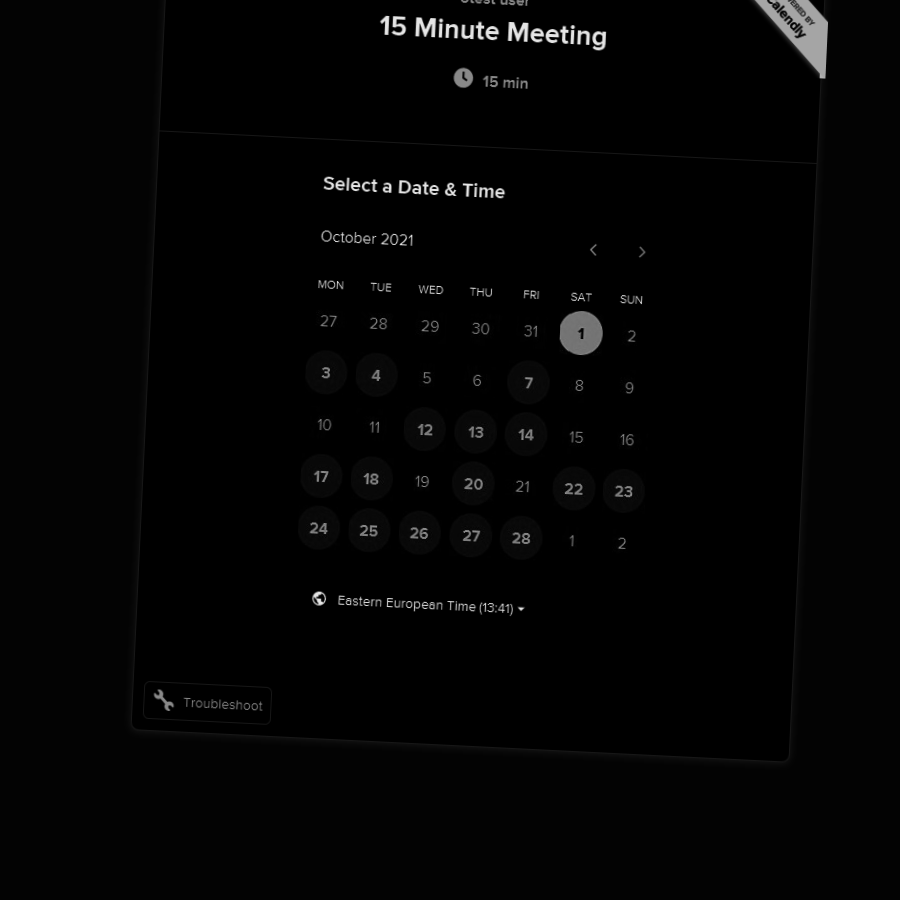 15 Minute Meeting
15 min
Calendly
Select a Date & Time
October 2021
MON TUE WED THU FRI SAT SUN
27 28 29 30 31 1 2
3 4 5 6 7 8 9
10 11 12 13 14 15 16
17 18 19 20 21 22 23
24 25 26 27 28 1 2
Eastern European Time (13:41)
Troubleshoot